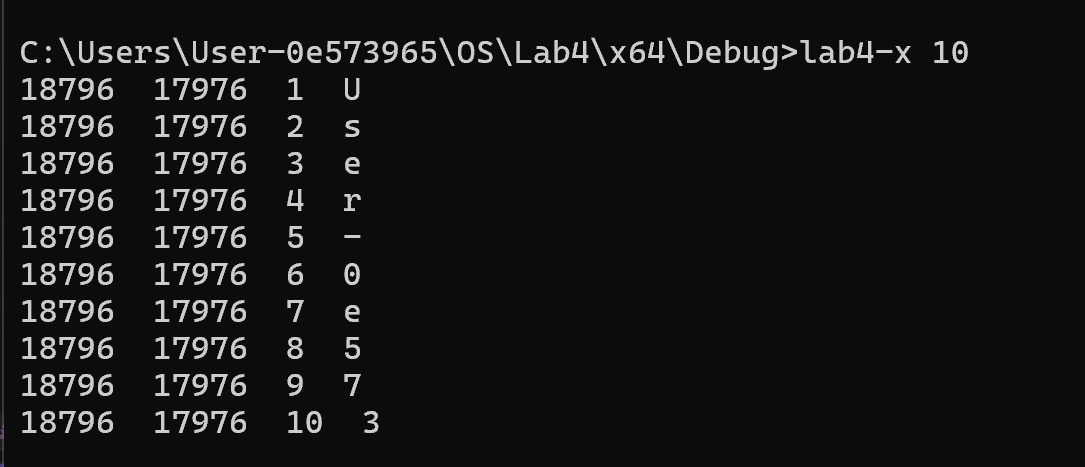 C:\Users\User-0e573965\OS\Lab4\x64\Debug>lab4-x 10
18796  17976  1  U
18796  17976  2  s
18796  17976  3  e
18796  17976  4  r
18796  17976  5  -
18796  17976  6  0
18796  17976  7  e
18796  17976  8  5
18796  17976  9  7
18796  17976  10  3